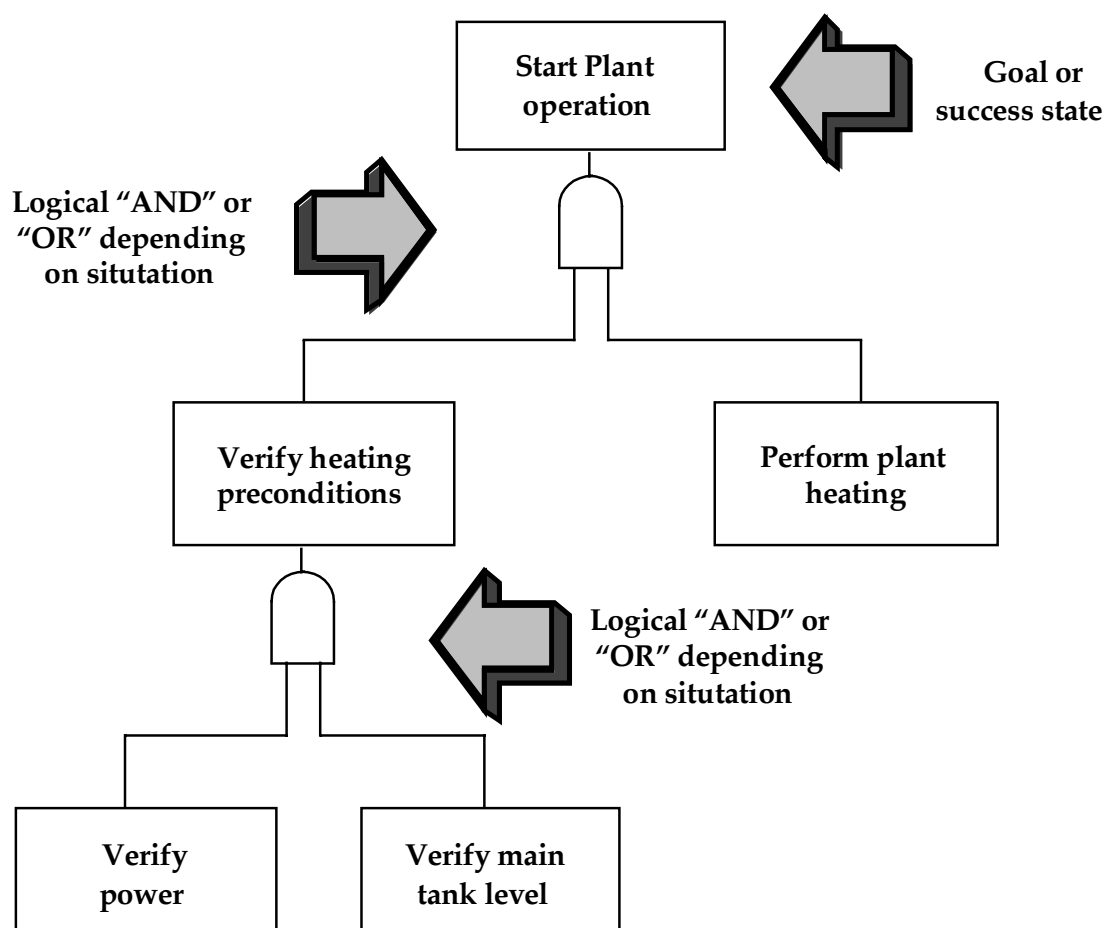 Start Plant
operation
Goal or
success state
Logical “AND” or
“OR” depending
on situtation
Verify heating
preconditions
Perform plant
heating
Logical “AND” or
“OR” depending
on situtation
Verify
power
Verify main
tank level